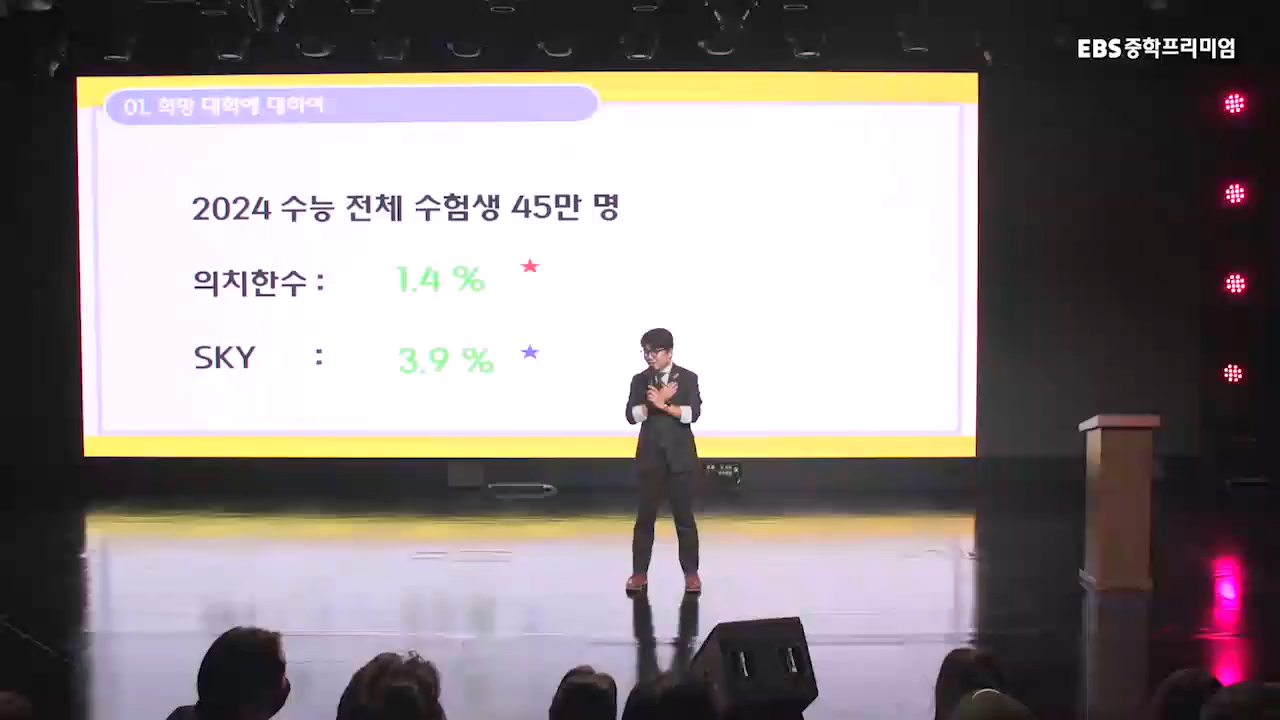 EBS중학프리미엄
01. 희망 대학에 대하여
2024 수능 전체 수험생 45만 명
의치한수 : 1.4 % ★
SKY : 3.9 % ★